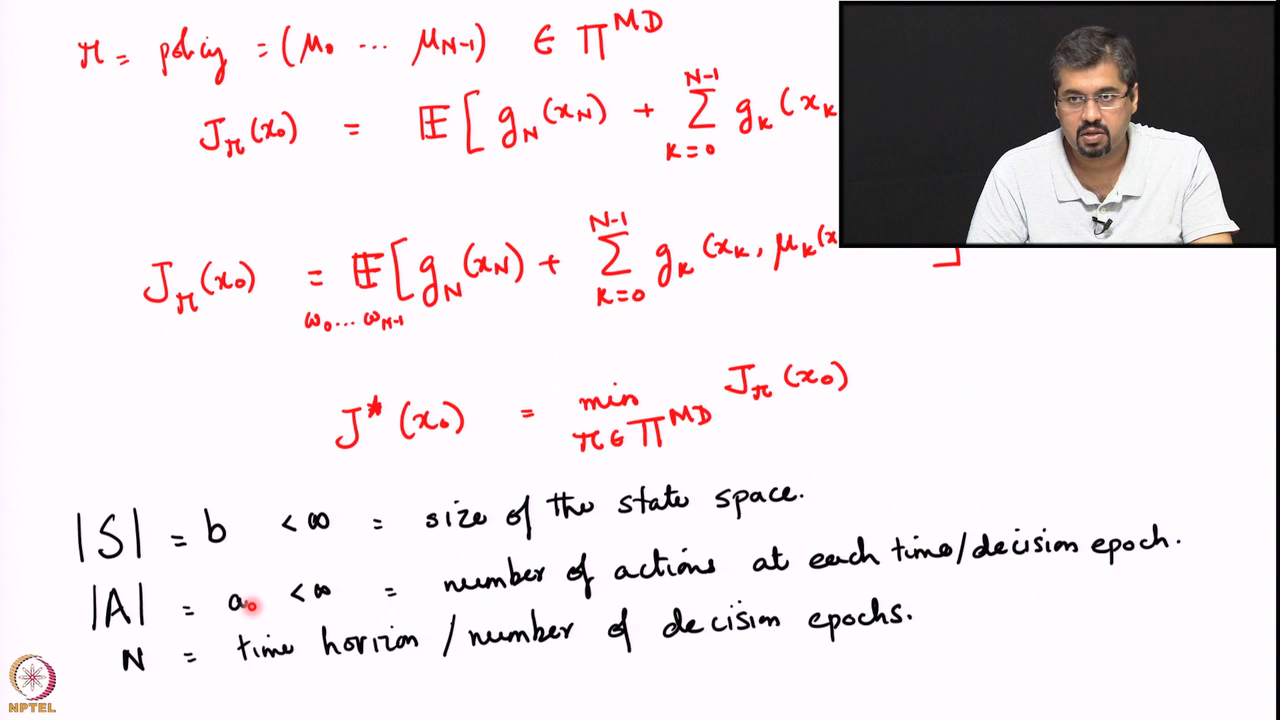 π = policy = (μ₀ ... μ_{N-1}) ∈ Π^{MD}
J_π(x₀) = 𝔼[ g_N(x_N) + ∑_{k=0}^{N-1} g_k(x_k
J_π(x₀) = 𝔼_{ω₀...ω_{N-1}}[ g_N(x_N) + ∑_{k=0}^{N-1} g_k(x_k, μ_k(x ]
J*(x₀) = min_{π∈Π^{MD}} J_π(x₀)
|S| = b < ∞ = size of the state space.
|A| = a < ∞ = number of actions at each time/decision epoch.
N = time horizon / number of decision epochs.
NPTEL